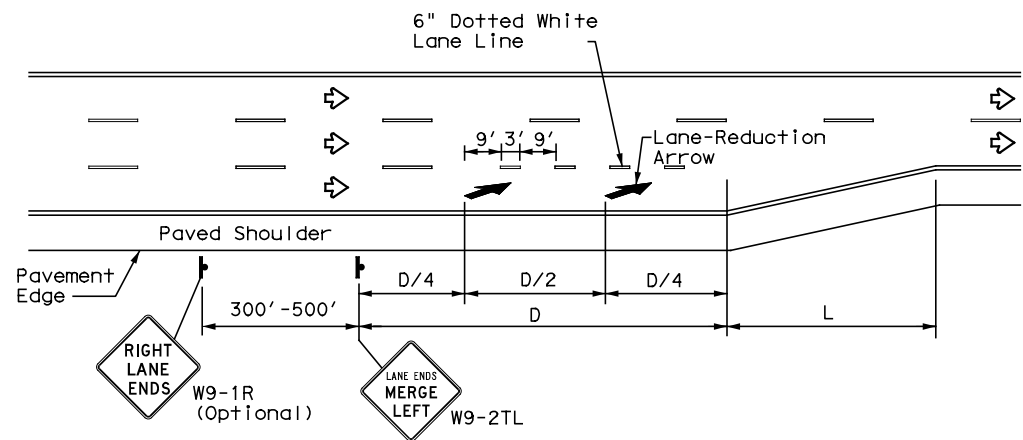 6" Dotted White
Lane Line
9' 3' 9'
Lane-Reduction
Arrow
Paved Shoulder
Pavement
Edge
D/4 D/2 D/4
300'-500' D L
RIGHT
LANE
ENDS
W9-1R
(Optional)
LANE ENDS
MERGE
LEFT
W9-2TL